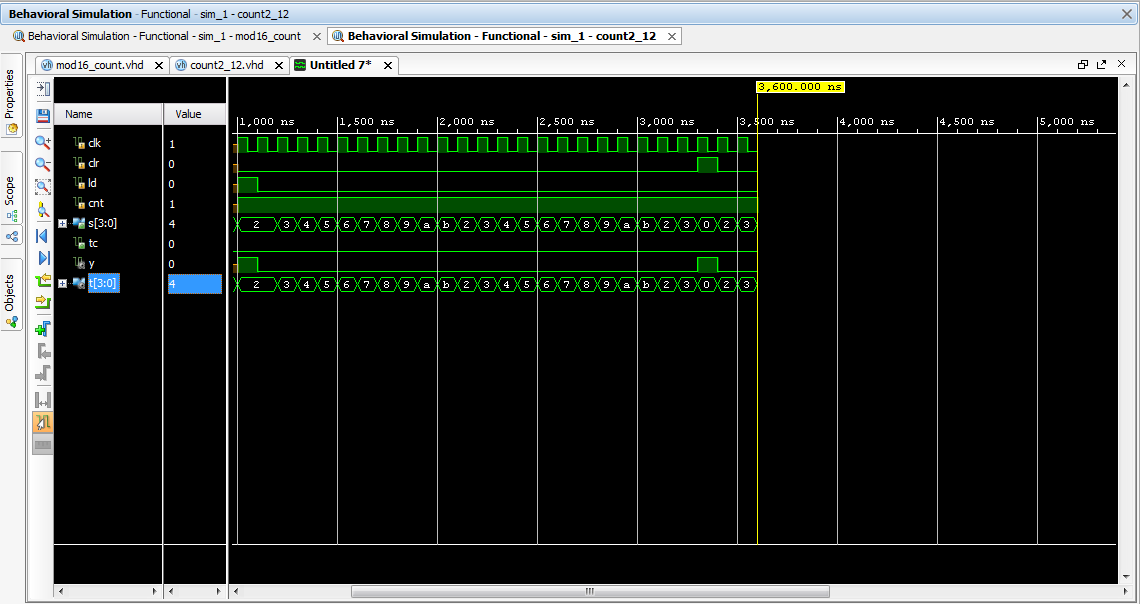 Behavioral Simulation - Functional - sim_1 - count2_12
Behavioral Simulation - Functional - sim_1 - mod16_count
Behavioral Simulation - Functional - sim_1 - count2_12
Properties
Scope
Objects
mod16_count.vhd
count2_12.vhd
Untitled 7*
3,600.000 ns
Name Value
1,000 ns 1,500 ns 2,000 ns 2,500 ns 3,000 ns 3,500 ns 4,000 ns 4,500 ns 5,000 ns
clk 1
clr 0
ld 0
cnt 1
s[3:0] 4 2 3 4 5 6 7 8 9 a b 2 3 4 5 6 7 8 9 a b 2 3 0 2 3
tc 0
y 0
t[3:0] 4 2 3 4 5 6 7 8 9 a b 2 3 4 5 6 7 8 9 a b 2 3 0 2 3